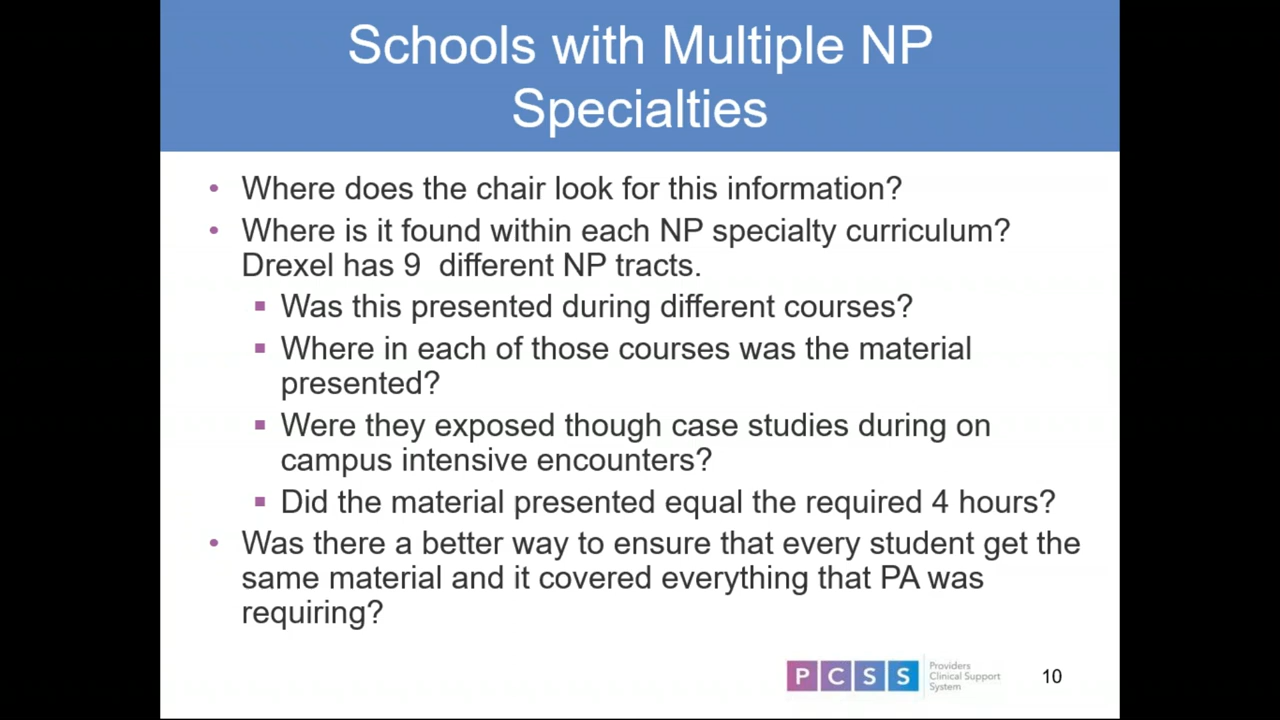 Schools with Multiple NP
Specialties
• Where does the chair look for this information?
• Where is it found within each NP specialty curriculum?
Drexel has 9  different NP tracts.
▪ Was this presented during different courses?
▪ Where in each of those courses was the material
presented?
▪ Were they exposed though case studies during on
campus intensive encounters?
▪ Did the material presented equal the required 4 hours?
• Was there a better way to ensure that every student get the
same material and it covered everything that PA was
requiring?
PCSS
Providers
Clinical Support
System
10